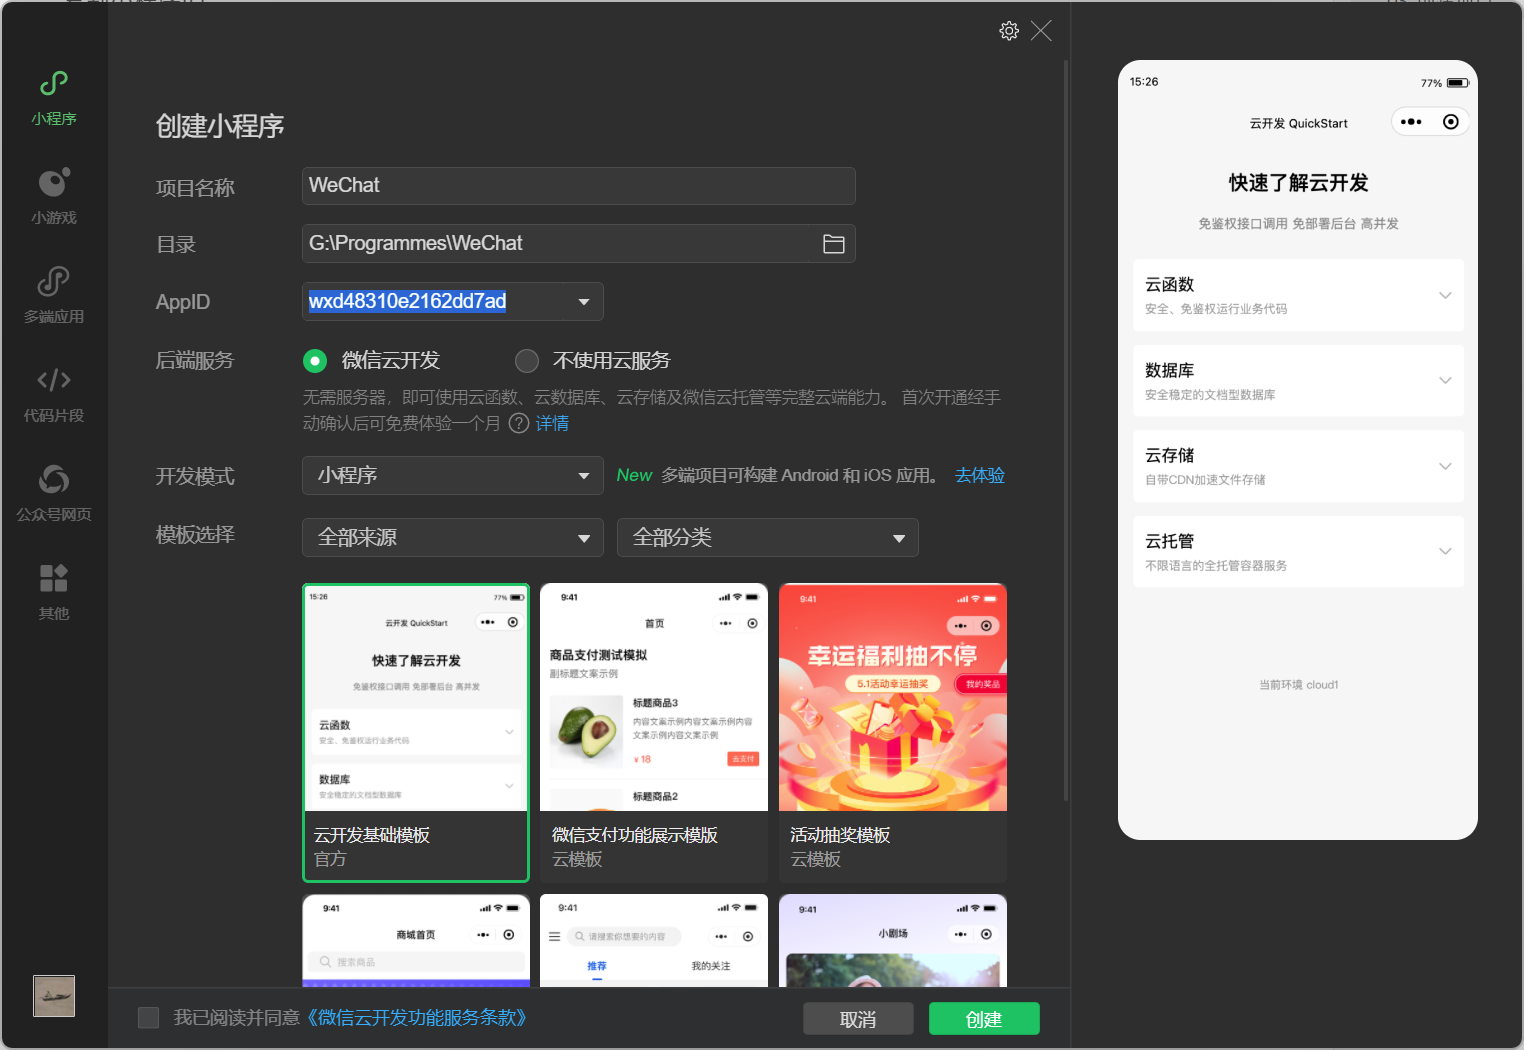 小程序
小游戏
多端应用
代码片段
公众号网页
其他
创建小程序
项目名称
WeChat
目录
G:\Programmes\WeChat
AppID
wxd48310e2162dd7ad
后端服务
微信云开发
不使用云服务
无需服务器，即可使用云函数、云数据库、云存储及微信云托管等完整云端能力。 首次开通经手
动确认后可免费体验一个月 ? 详情
开发模式
小程序
New 多端项目可构建 Android 和 iOS 应用。 去体验
模板选择
全部来源
全部分类
15:26
77%
云开发 QuickStart
快速了解云开发
免鉴权接口调用 免部署后台 高并发
云函数
安全、免鉴权运行业务代码
数据库
安全稳定的文档型数据库
云开发基础模板
官方
9:41
首页
商品支付测试模拟
副标题文案示例
标题商品3
内容文案示例内容文案示例内容
文案示例内容文案示例
¥ 18
去支付
标题商品2
微信支付功能展示模版
云模板
9:41
幸运福利抽不停
5.1活动幸运抽奖
我的奖品
活动抽奖模板
云模板
9:41
商城首页
搜索商品
9:41
请搜索你想要的内容
推荐
我的关注
9:41
小剧场
我已阅读并同意《微信云开发功能服务条款》
取消
创建
15:26
77%
云开发 QuickStart
快速了解云开发
免鉴权接口调用 免部署后台 高并发
云函数
安全、免鉴权运行业务代码
数据库
安全稳定的文档型数据库
云存储
自带CDN加速文件存储
云托管
不限语言的全托管容器服务
当前环境 cloud1